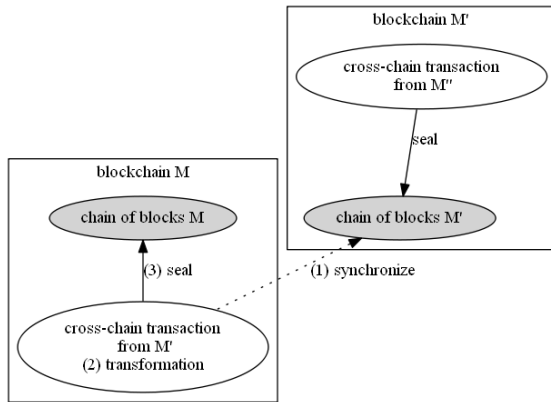 blockchain M'
cross-chain transaction
from M''
seal
chain of blocks M'
blockchain M
chain of blocks M
(3) seal
(1) synchronize
cross-chain transaction
from M'
(2) transformation